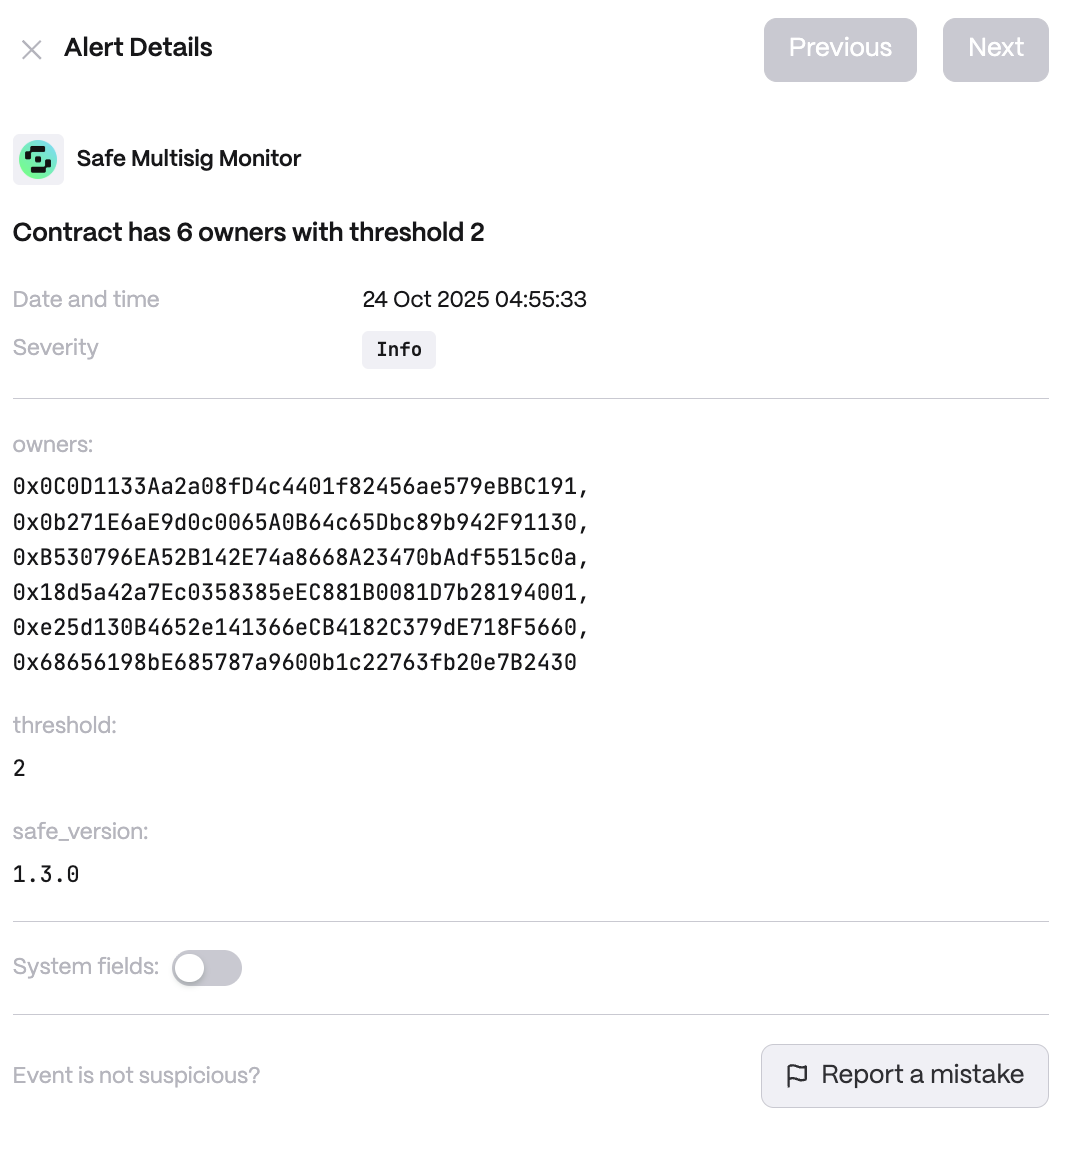 Alert Details
Previous
Next
Safe Multisig Monitor
Contract has 6 owners with threshold 2
Date and time
24 Oct 2025 04:55:33
Severity
Info
owners:
0x0C0D1133Aa2a08fD4c4401f82456ae579eBBC191,
0x0b271E6aE9d0c0065A0B64c65Dbc89b942F91130,
0xB530796EA52B142E74a8668A23470bAdf5515c0a,
0x18d5a42a7Ec0358385eEC881B0081D7b28194001,
0xe25d130B4652e141366eCB4182C379dE718F5660,
0x68656198bE685787a9600b1c22763fb20e7B2430
threshold:
2
safe_version:
1.3.0
System fields:
Event is not suspicious?
Report a mistake